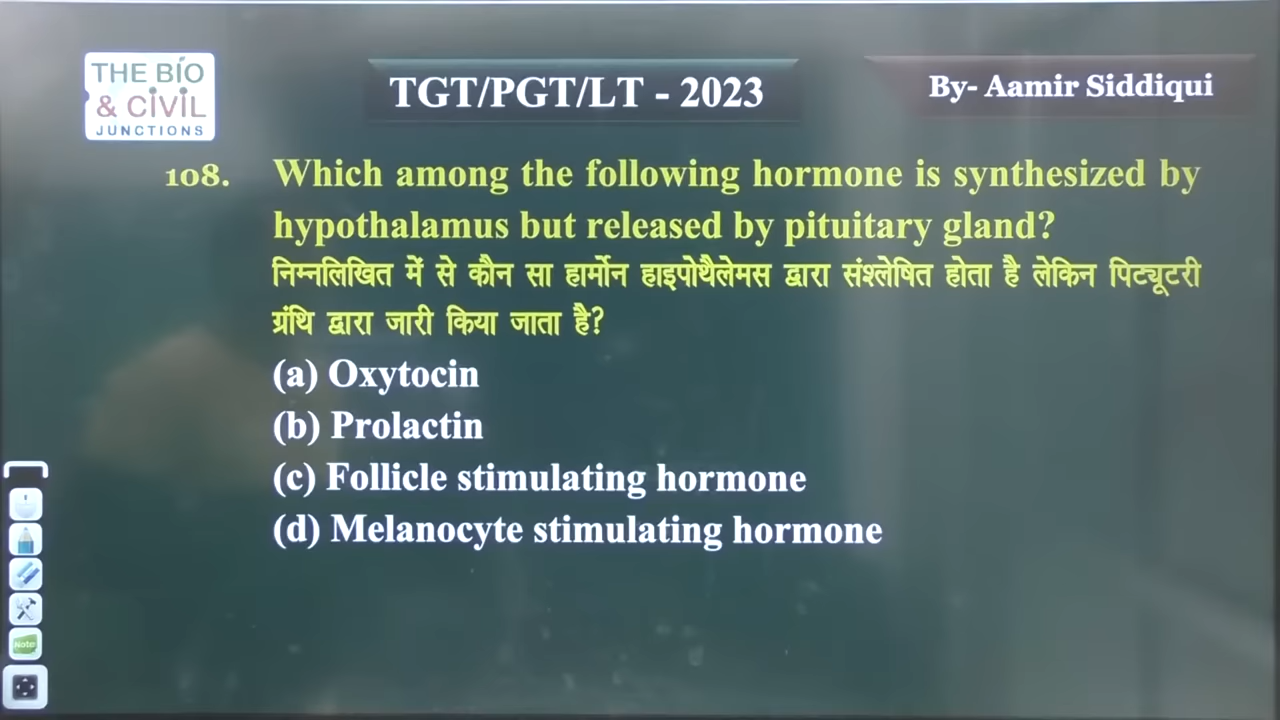 THE BIO
& CIVIL
JUNCTIONS
TGT/PGT/LT - 2023
By- Aamir Siddiqui
108. Which among the following hormone is synthesized by
hypothalamus but released by pituitary gland?
निम्नलिखित में से कौन सा हार्मोन हाइपोथैलेमस द्वारा संश्लेषित होता है लेकिन पिट्यूटरी
ग्रंथि द्वारा जारी किया जाता है?
(a) Oxytocin
(b) Prolactin
(c) Follicle stimulating hormone
(d) Melanocyte stimulating hormone
Note